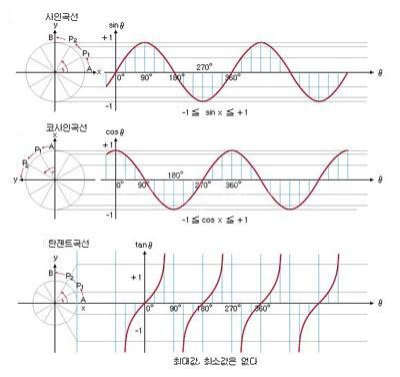 사인곡선
y
sin θ
B
P₂
P₁
A
x
+1
-1
0°
90°
180°
270°
360°
θ
-1 ≦ sin x ≦ +1
코사인곡선
x
cosθ
A
P₁
P₂
y
B
+1
-1
0°
90°
180°
270°
360°
θ
-1 ≦ cos x ≦ +1
탄젠트곡선
y
tanθ
B
P₂
P₁
A
x
+1
-1
0°
90°
180°
270°
360°
θ
최대값, 최소값은 없다